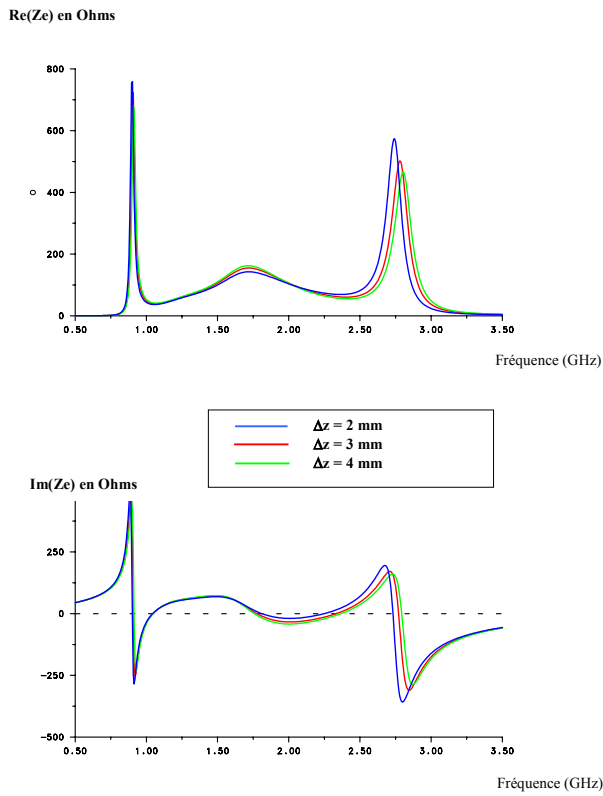 Re(Ze) en Ohms
800
600
400
200
0
0.50 1.00 1.50 2.00 2.50 3.00 3.50
Fréquence (GHz)
Δz = 2 mm
Δz = 3 mm
Δz = 4 mm
Im(Ze) en Ohms
250
0
−250
−500
0.50 1.00 1.50 2.00 2.50 3.00 3.50
Fréquence (GHz)